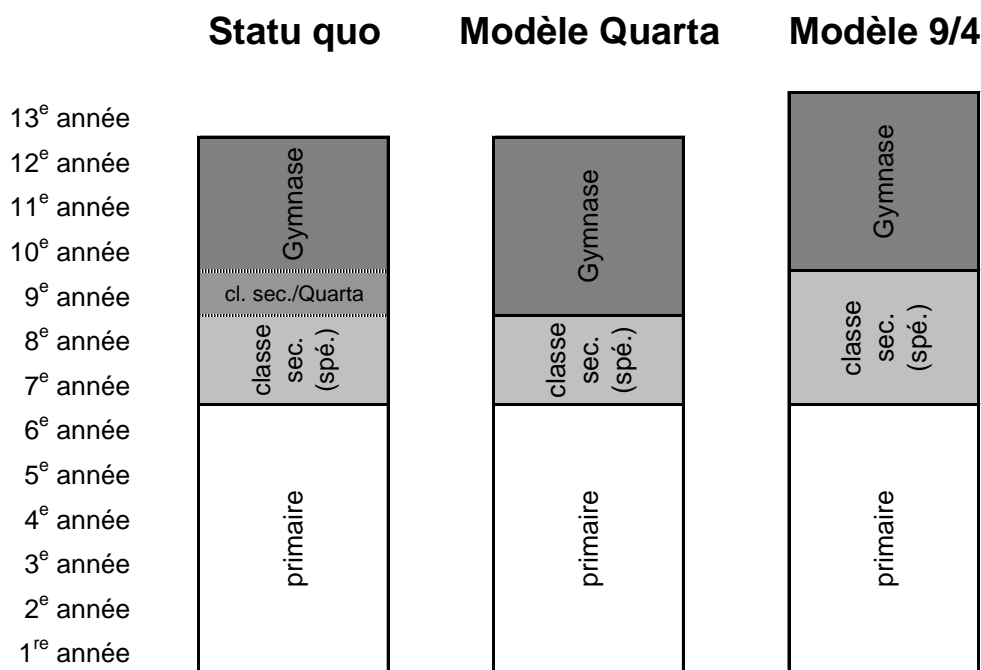 Statu quo Modèle Quarta Modèle 9/4
13e année
12e année
11e année
10e année
9e année
8e année
7e année
6e année
5e année
4e année
3e année
2e année
1re année
Gymnase
cl. sec./Quarta
classe
sec.
(spé.)
primaire
Gymnase
classe
sec.
(spé.)
primaire
Gymnase
classe
sec.
(spé.)
primaire